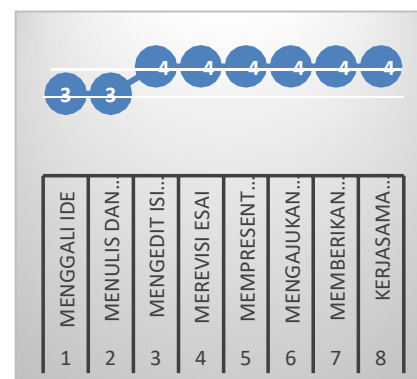 3 3 4 4 4 4 4 4
MENGGALI IDE
MENULIS DAN...
MENGEDIT ISI...
MEREVISI ESAI
MEMPRESENT...
MENGAJUKAN...
MEMBERIKAN...
KERJASAMA...
1 2 3 4 5 6 7 8